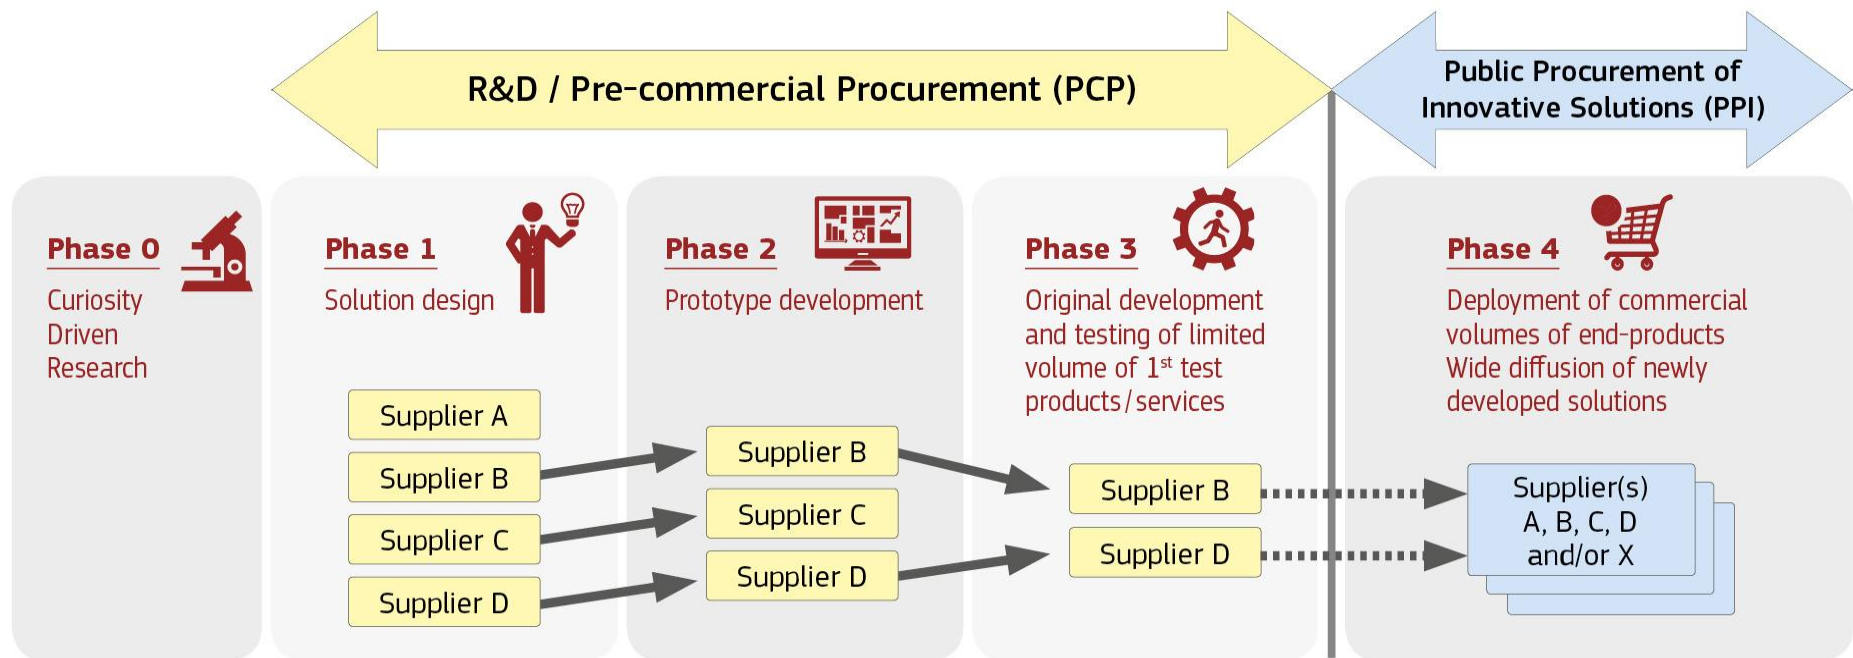 R&D / Pre-commercial Procurement (PCP)
Public Procurement of
Innovative Solutions (PPI)
Phase 0
Curiosity
Driven
Research
Phase 1
Solution design
Supplier A
Supplier B
Supplier C
Supplier D
Phase 2
Prototype development
Supplier B
Supplier C
Supplier D
Phase 3
Original development
and testing of limited
volume of 1st test
products/services
Supplier B
Supplier D
Phase 4
Deployment of commercial
volumes of end-products
Wide diffusion of newly
developed solutions
Supplier(s)
A, B, C, D
and/or X